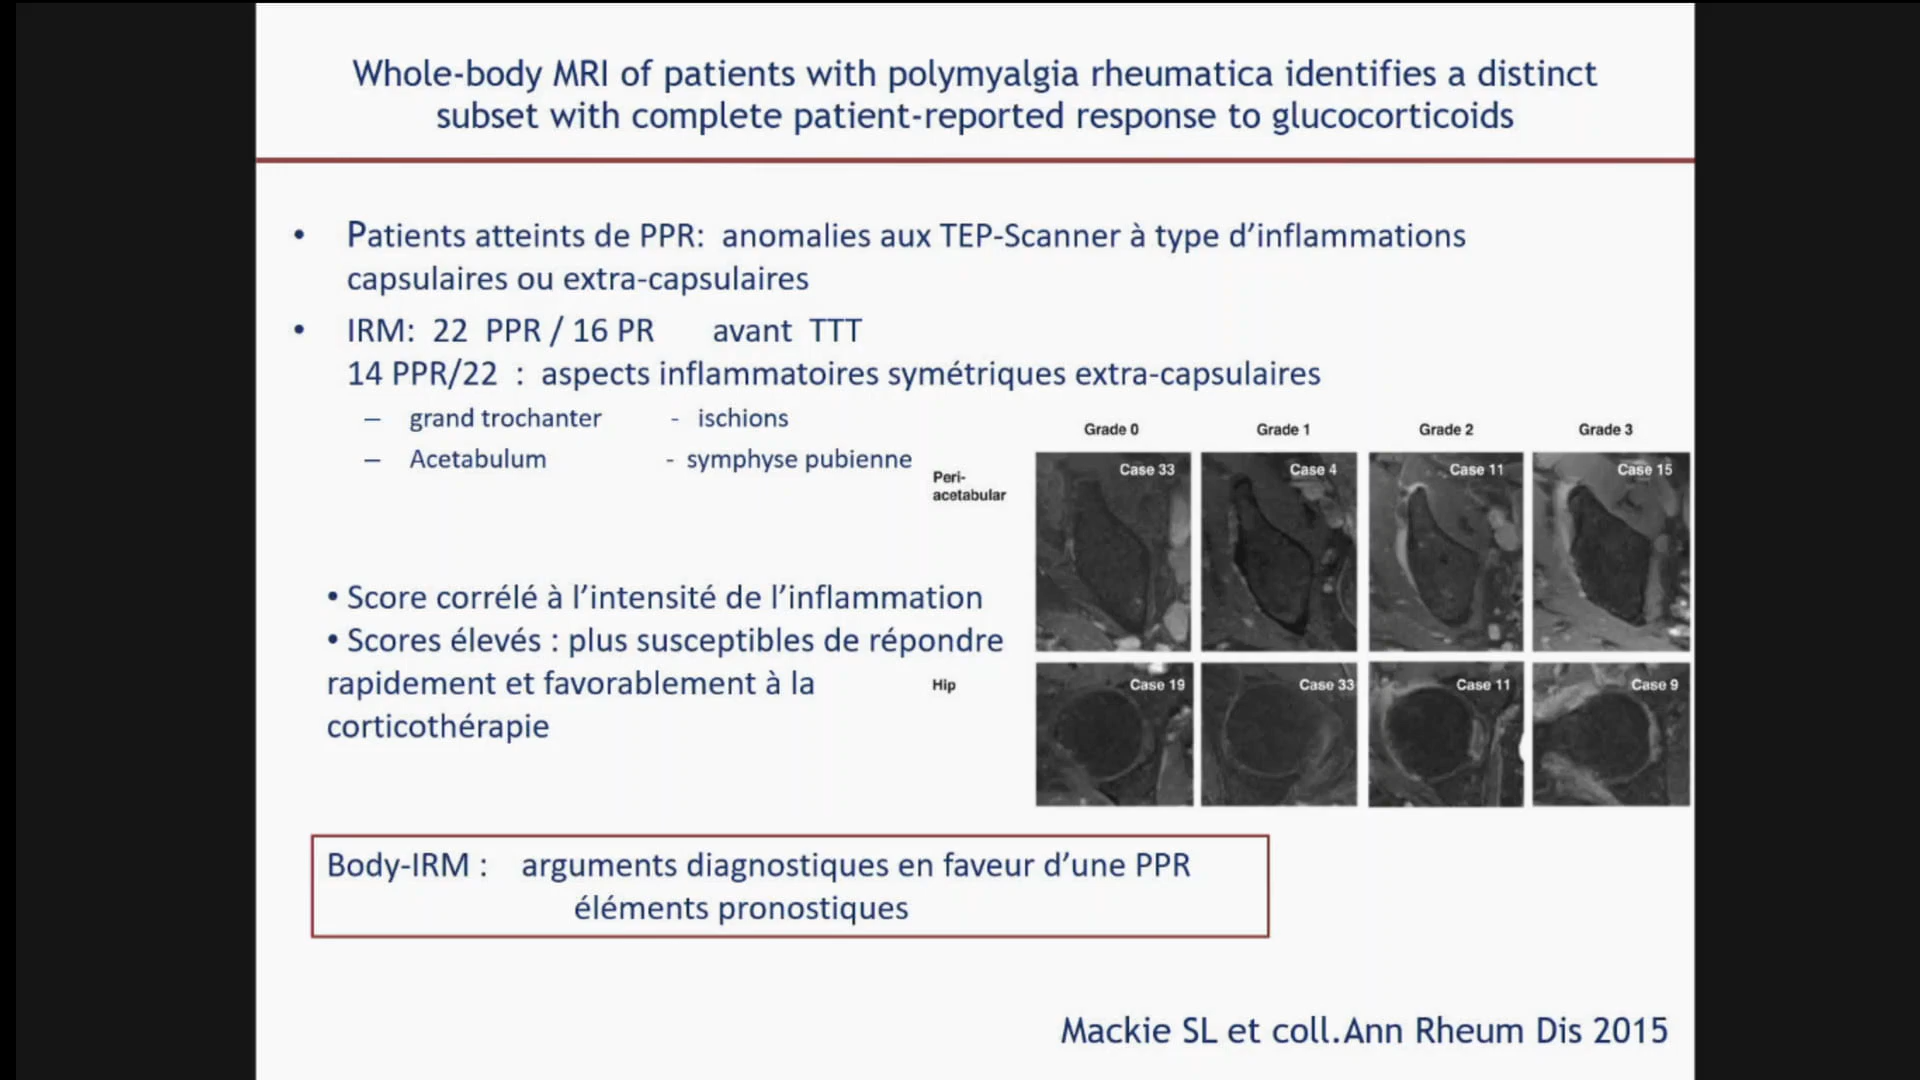 Whole-body MRI of patients with polymyalgia rheumatica identifies a distinct
subset with complete patient-reported response to glucocorticoids
• Patients atteints de PPR: anomalies aux TEP-Scanner à type d’inflammations
capsulaires ou extra-capsulaires
• IRM: 22 PPR / 16 PR avant TTT
14 PPR/22 : aspects inflammatoires symétriques extra-capsulaires
– grand trochanter - ischions
– Acetabulum - symphyse pubienne
• Score corrélé à l’intensité de l’inflammation
• Scores élevés : plus susceptibles de répondre
rapidement et favorablement à la
corticothérapie
Grade 0 Grade 1 Grade 2 Grade 3
Peri-
acetabular
Case 33 Case 4 Case 11 Case 15
Hip
Case 19 Case 33 Case 11 Case 9
Body-IRM : arguments diagnostiques en faveur d’une PPR
éléments pronostiques
Mackie SL et coll.Ann Rheum Dis 2015